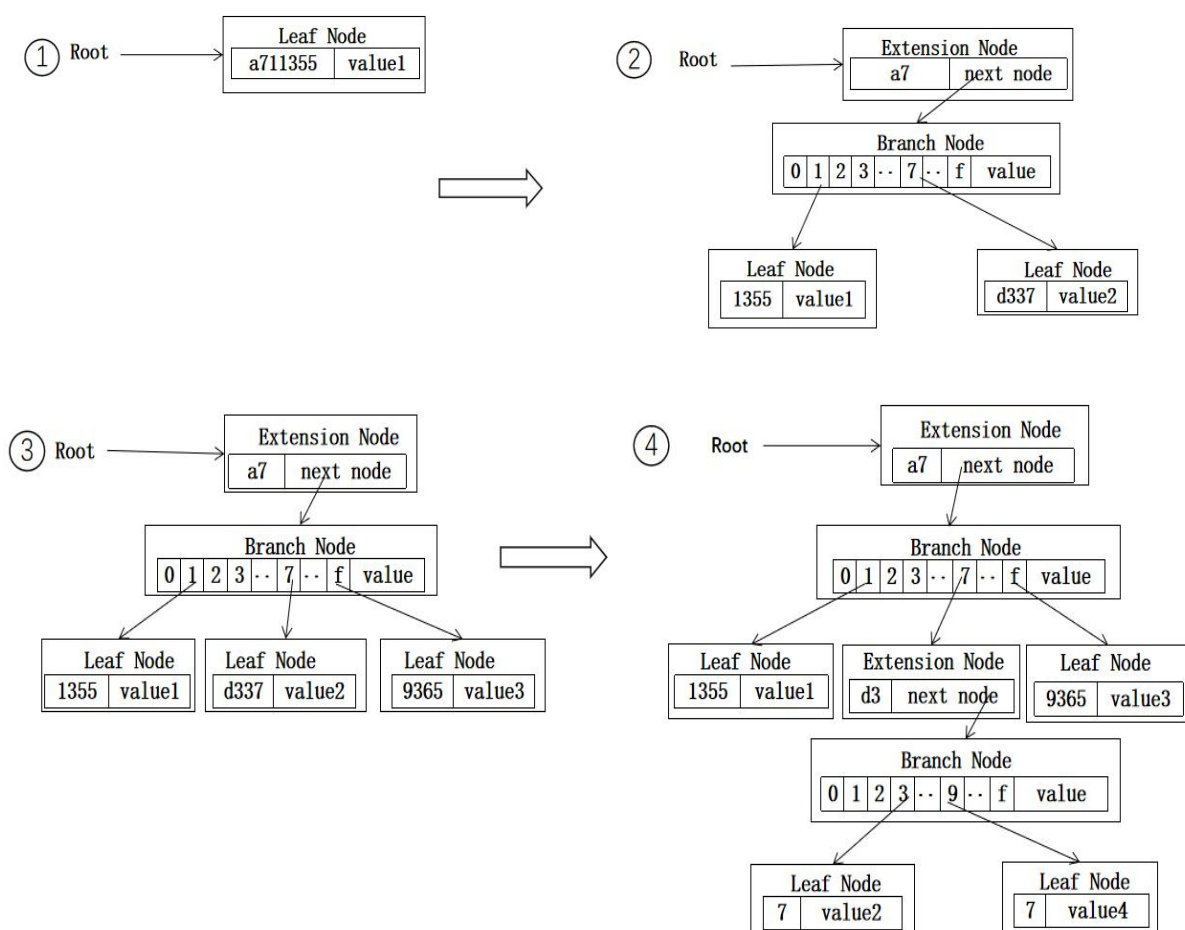 ① Root
Leaf Node
a711355 value1
② Root
Extension Node
a7 next node
Branch Node
0 1 2 3 ·· 7 ·· f value
Leaf Node
1355 value1
Leaf Node
d337 value2
③ Root
Extension Node
a7 next node
Branch Node
0 1 2 3 ·· 7 ·· f value
Leaf Node
1355 value1
Leaf Node
d337 value2
Leaf Node
9365 value3
④ Root
Extension Node
a7 next node
Branch Node
0 1 2 3 ·· 7 ·· f value
Leaf Node
1355 value1
Extension Node
d3 next node
Leaf Node
9365 value3
Branch Node
0 1 2 3 ·· 9 ·· f value
Leaf Node
7 value2
Leaf Node
7 value4